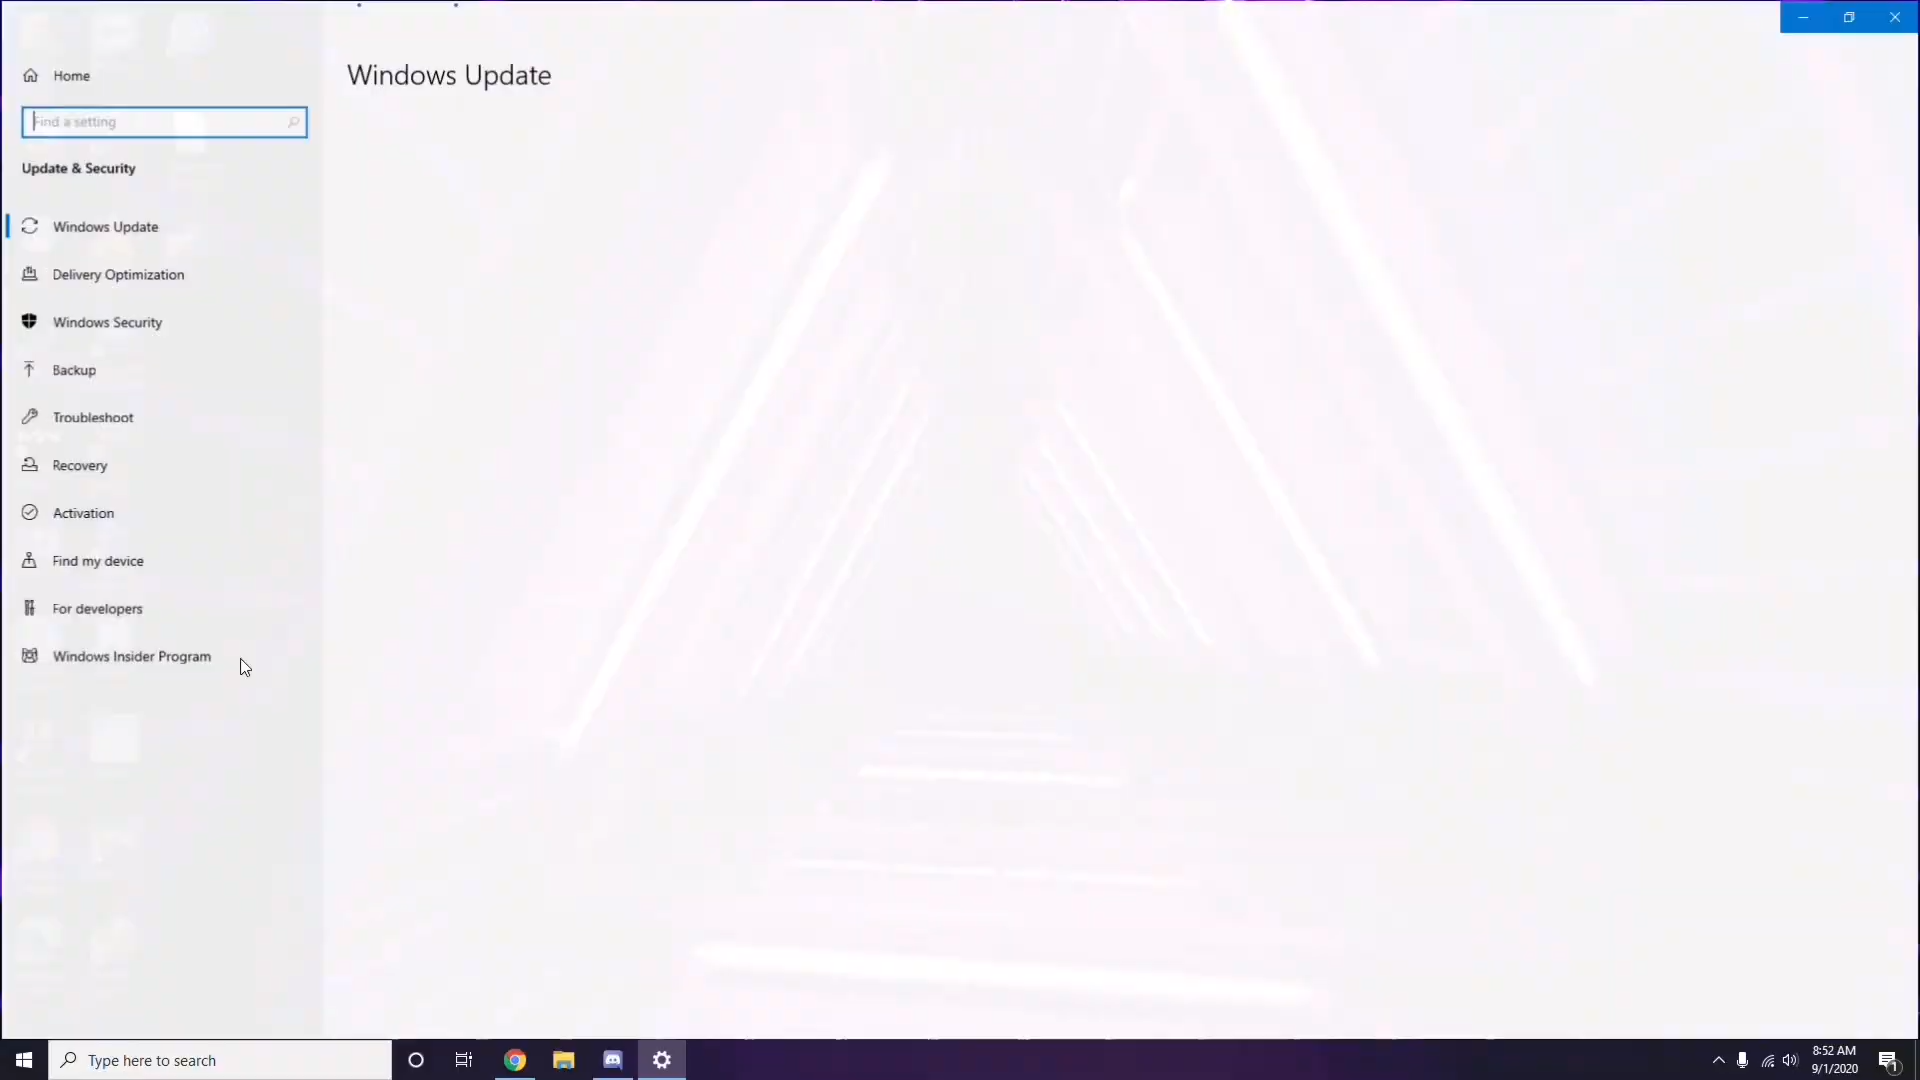 Home
Windows Update
Find a setting
Update & Security
Windows Update
Delivery Optimization
Windows Security
Backup
Troubleshoot
Recovery
Activation
Find my device
For developers
Windows Insider Program
Type here to search
8:52 AM
9/1/2020
1